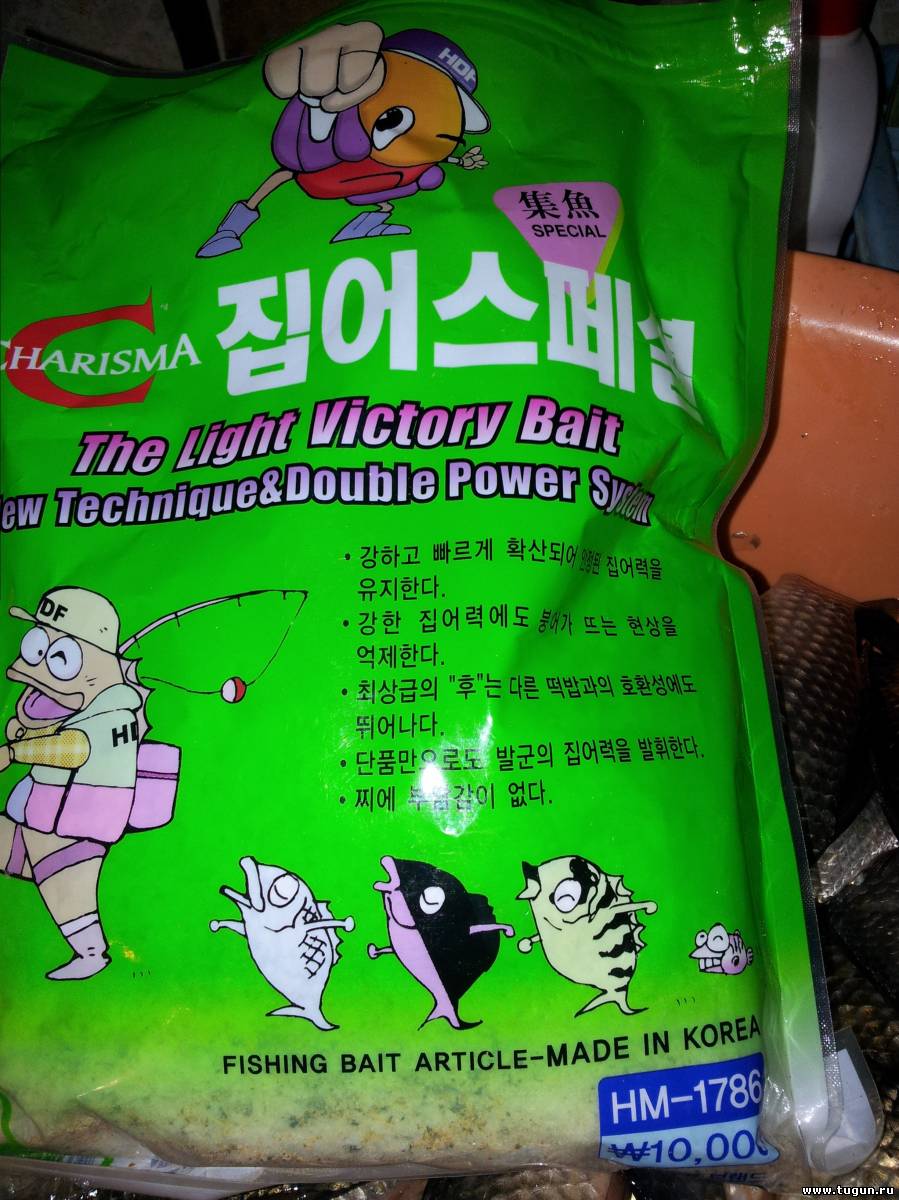 HDF
集魚
SPECIAL
CHARISMA
집어스페셜
The Light Victory Bait
ew Technique&Double Power System
• 강하고 빠르게 확산되어 안정된 집어력을
유지한다.
• 강한 집어력에도 붕어가 뜨는 현상을
억제한다.
• 최상급의 "후"는 다른 떡밥과의 호환성에도
뛰어나다.
• 단품만으로도 발군의 집어력을 발휘한다.
• 찌에 없다.
HDF
HD
FISHING BAIT ARTICLE-MADE IN KOREA
HM-1786
₩10,000
www.tugun.ru